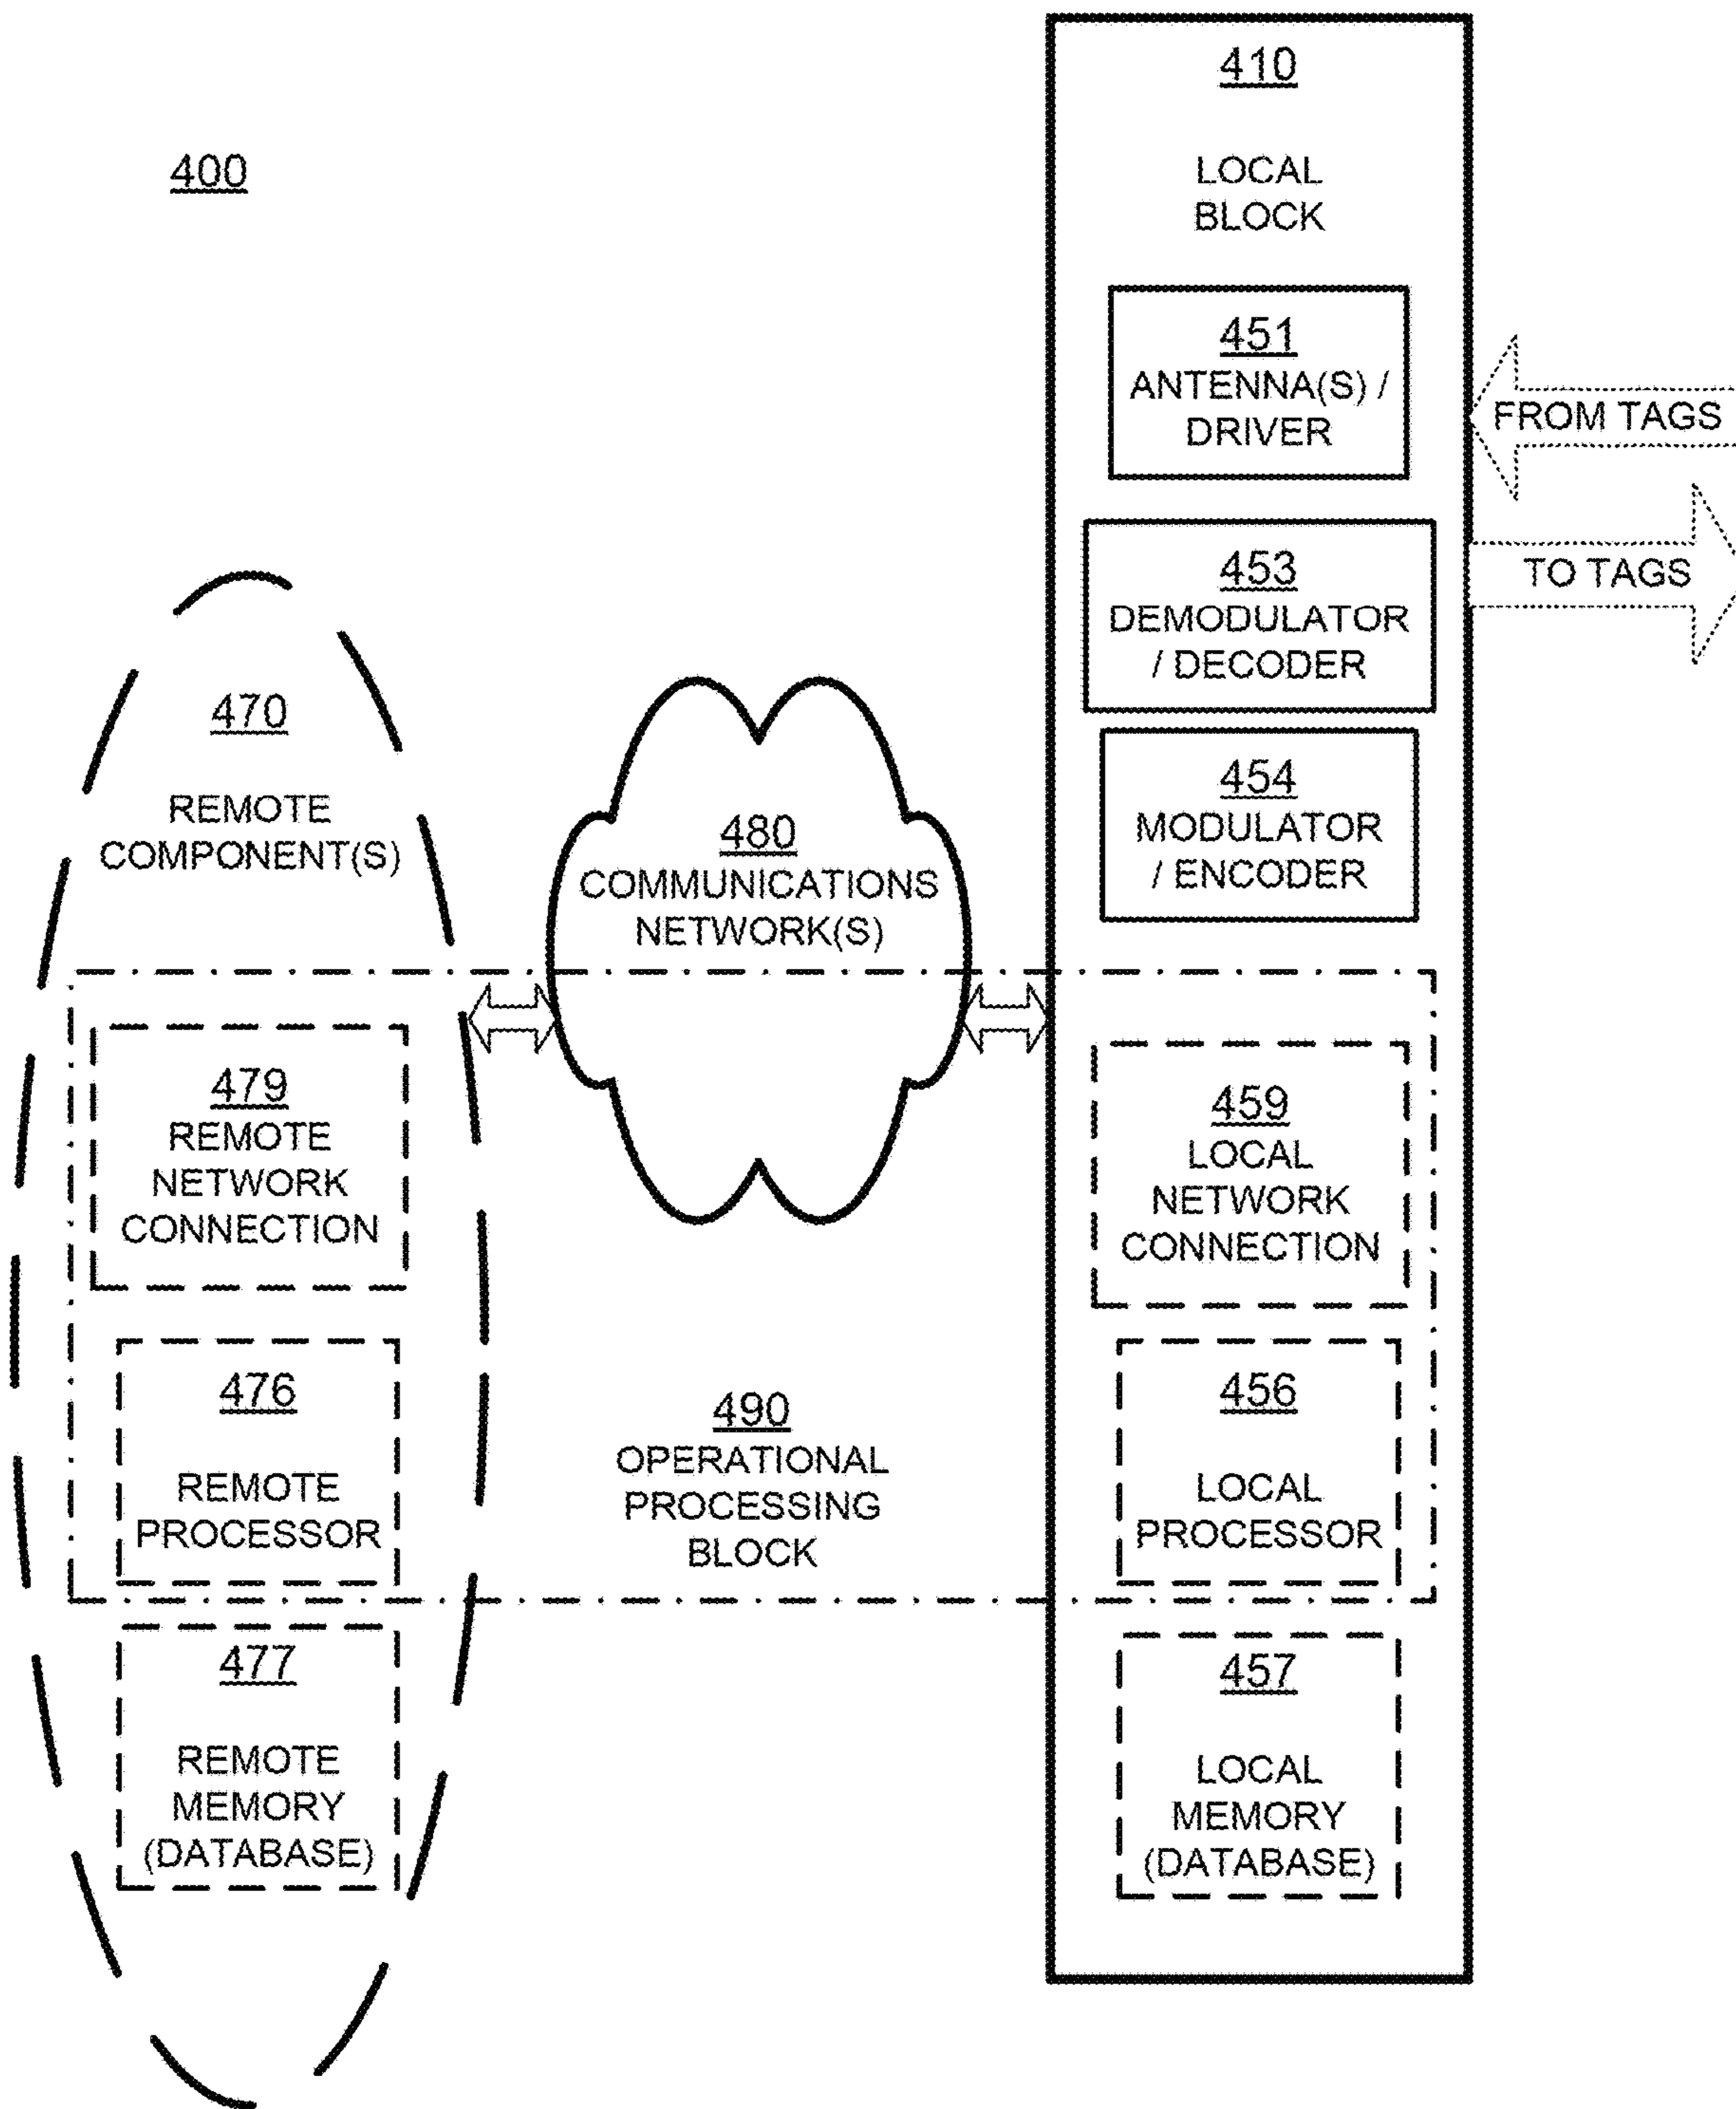 400
410
LOCAL
BLOCK
451
ANTENNA(S) /
DRIVER
FROM TAGS
453
DEMODULATOR
/ DECODER
TO TAGS
454
MODULATOR
/ ENCODER
470
REMOTE
COMPONENT(S)
480
COMMUNICATIONS
NETWORK(S)
479
REMOTE
NETWORK
CONNECTION
459
LOCAL
NETWORK
CONNECTION
476
REMOTE
PROCESSOR
490
OPERATIONAL
PROCESSING
BLOCK
456
LOCAL
PROCESSOR
477
REMOTE
MEMORY
(DATABASE)
457
LOCAL
MEMORY
(DATABASE)